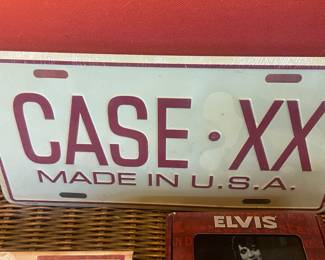 CASE · XX
MADE IN U.S.A.
ELVIS